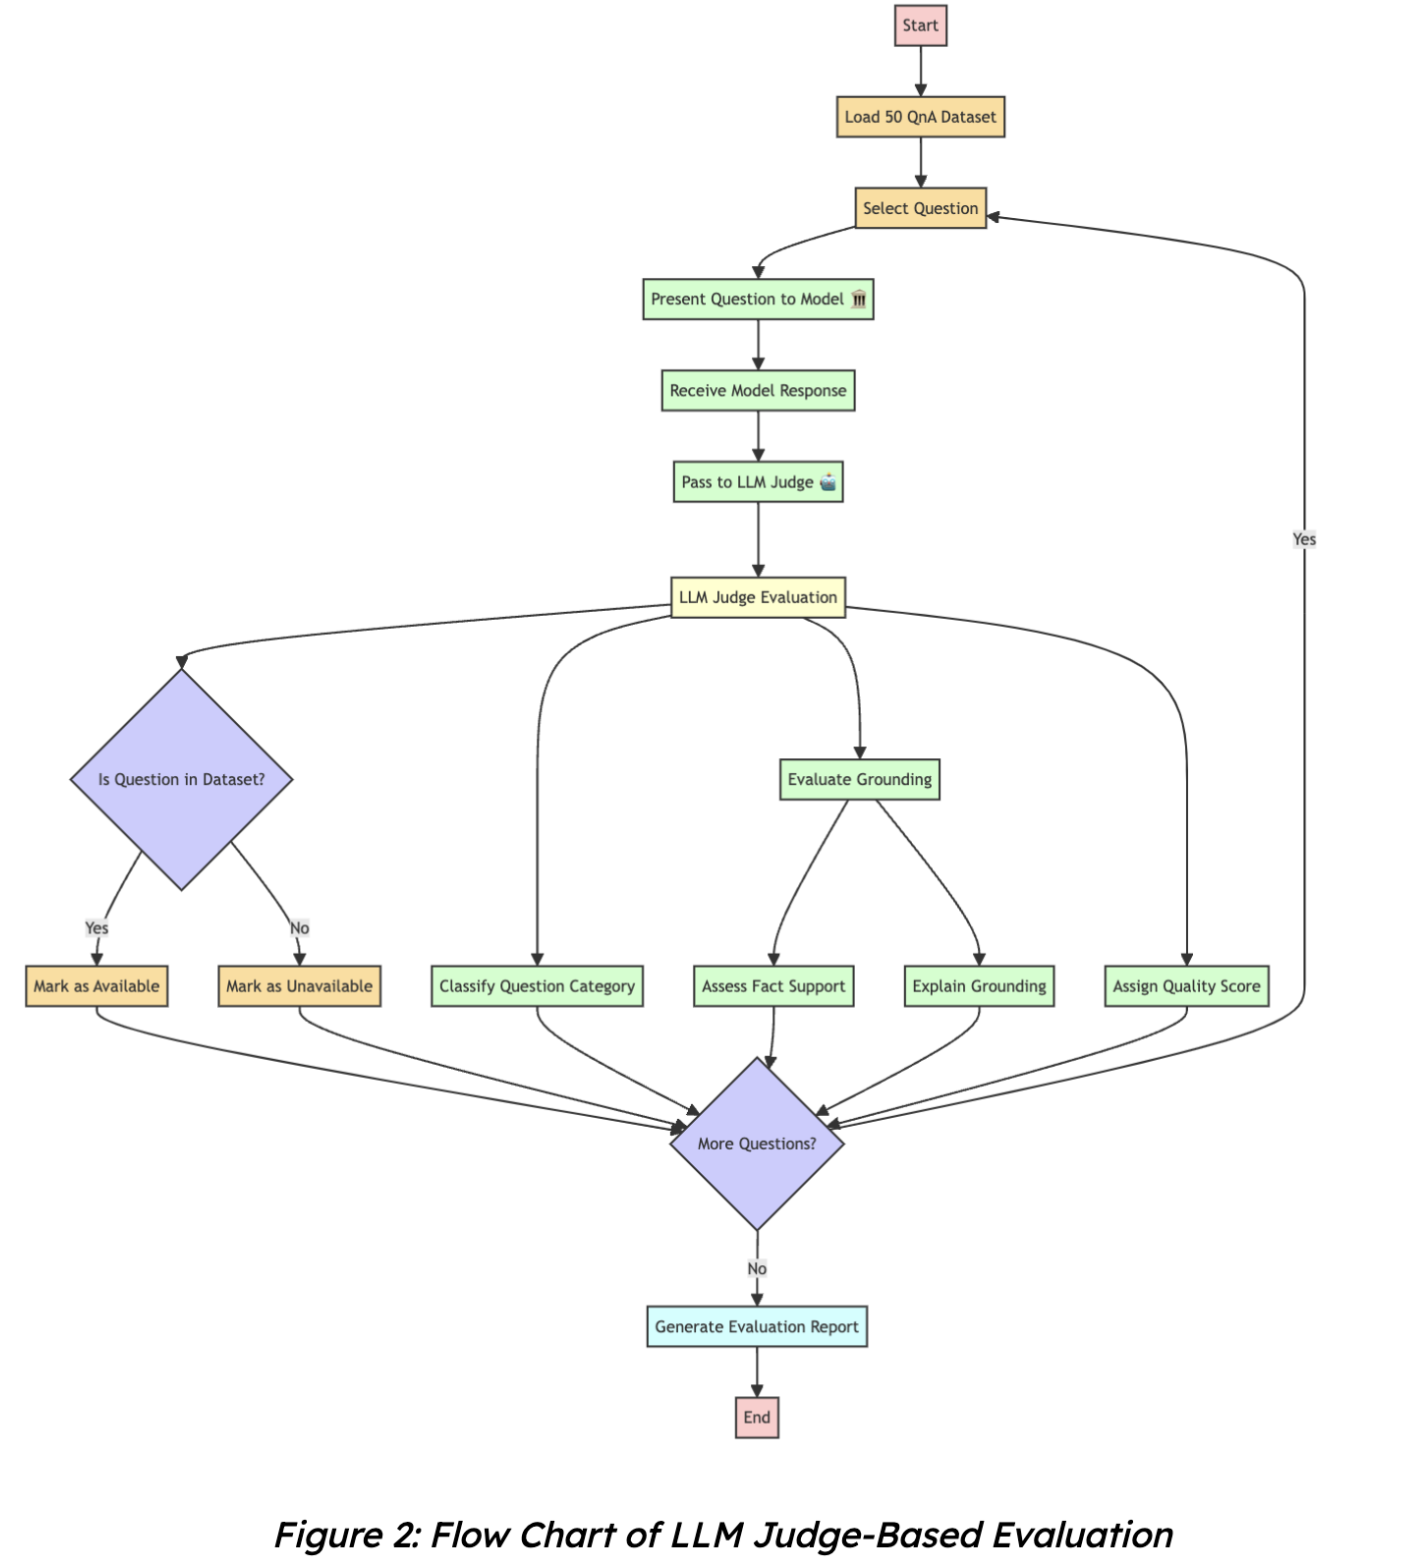 Start
Load 50 QnA Dataset
Select Question
Present Question to Model 🏛️
Receive Model Response
Pass to LLM Judge 🤖
Yes
LLM Judge Evaluation
Is Question in Dataset?
Evaluate Grounding
Yes
No
Mark as Available
Mark as Unavailable
Classify Question Category
Assess Fact Support
Explain Grounding
Assign Quality Score
More Questions?
No
Generate Evaluation Report
End
Figure 2: Flow Chart of LLM Judge-Based Evaluation